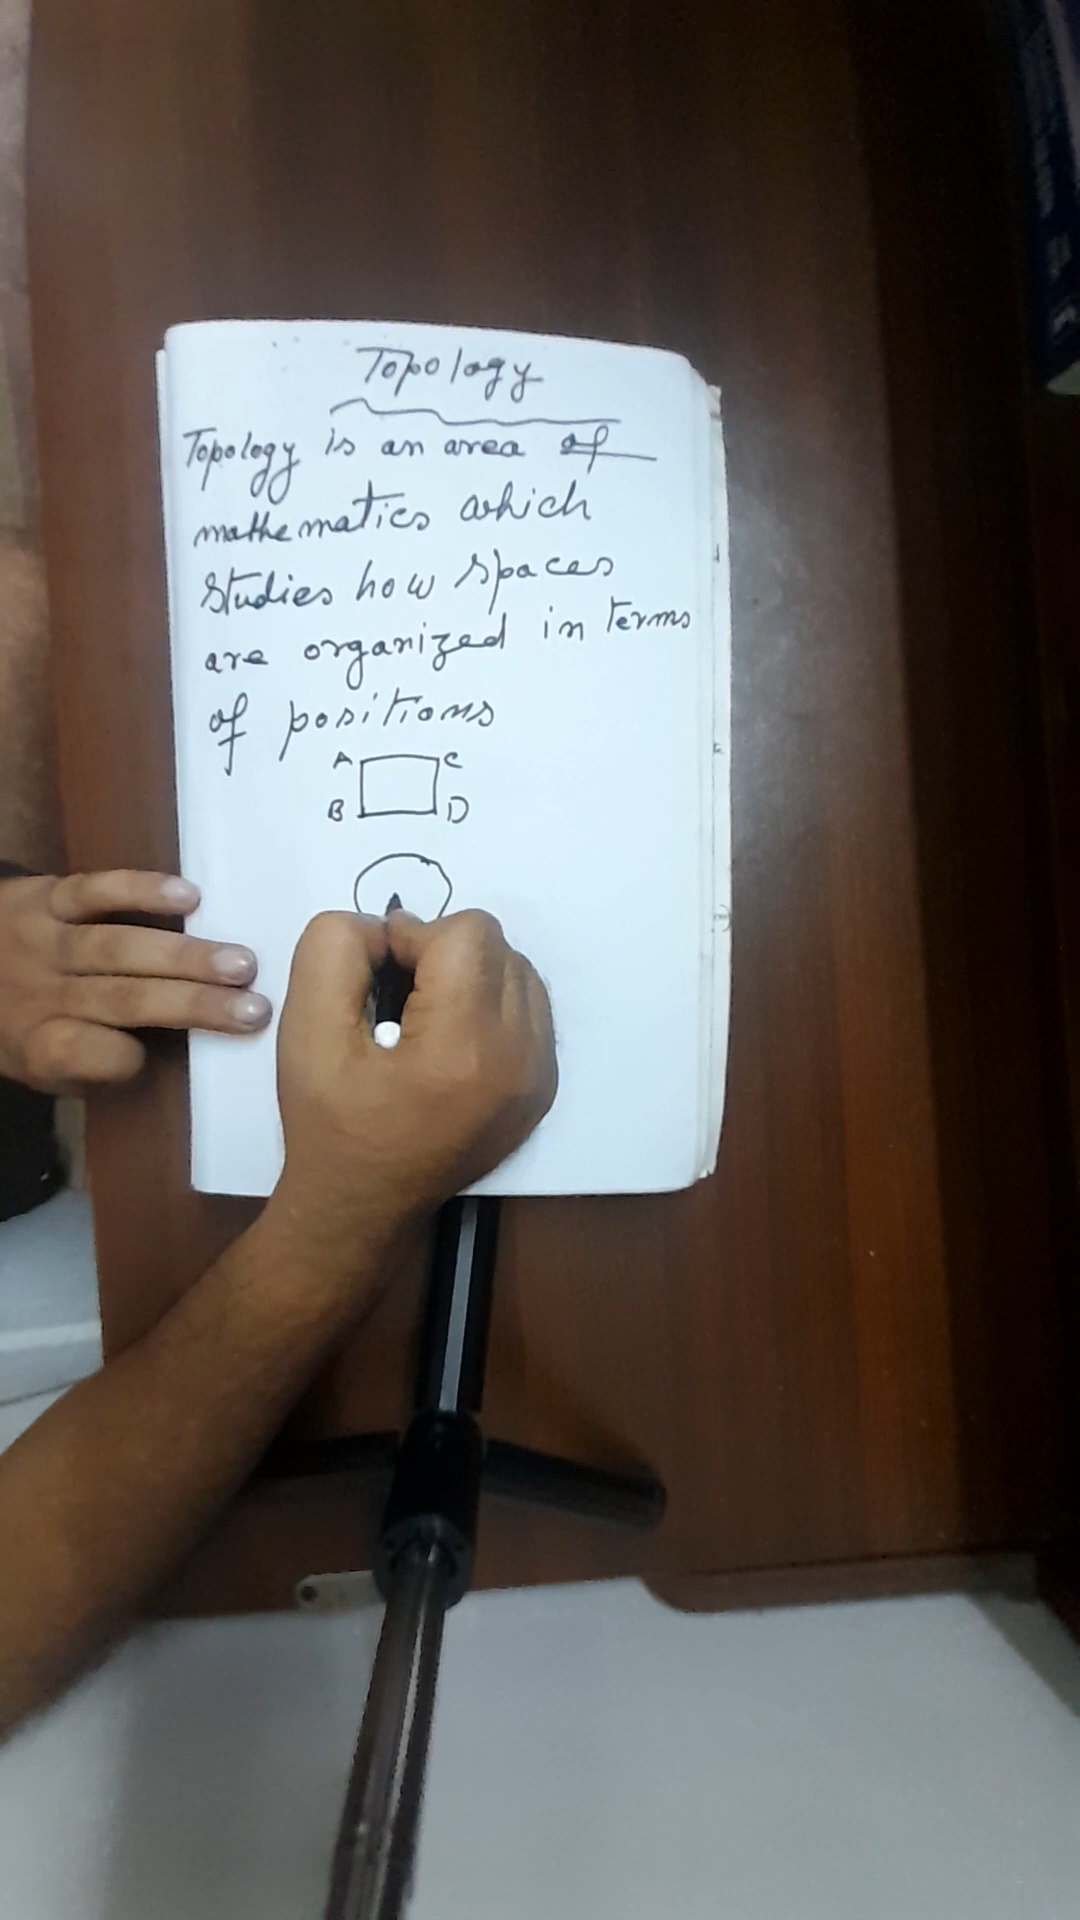 Topology
Topology is an area of
mathematics which
studies how spaces
are organized in terms
of positions
A C
B D